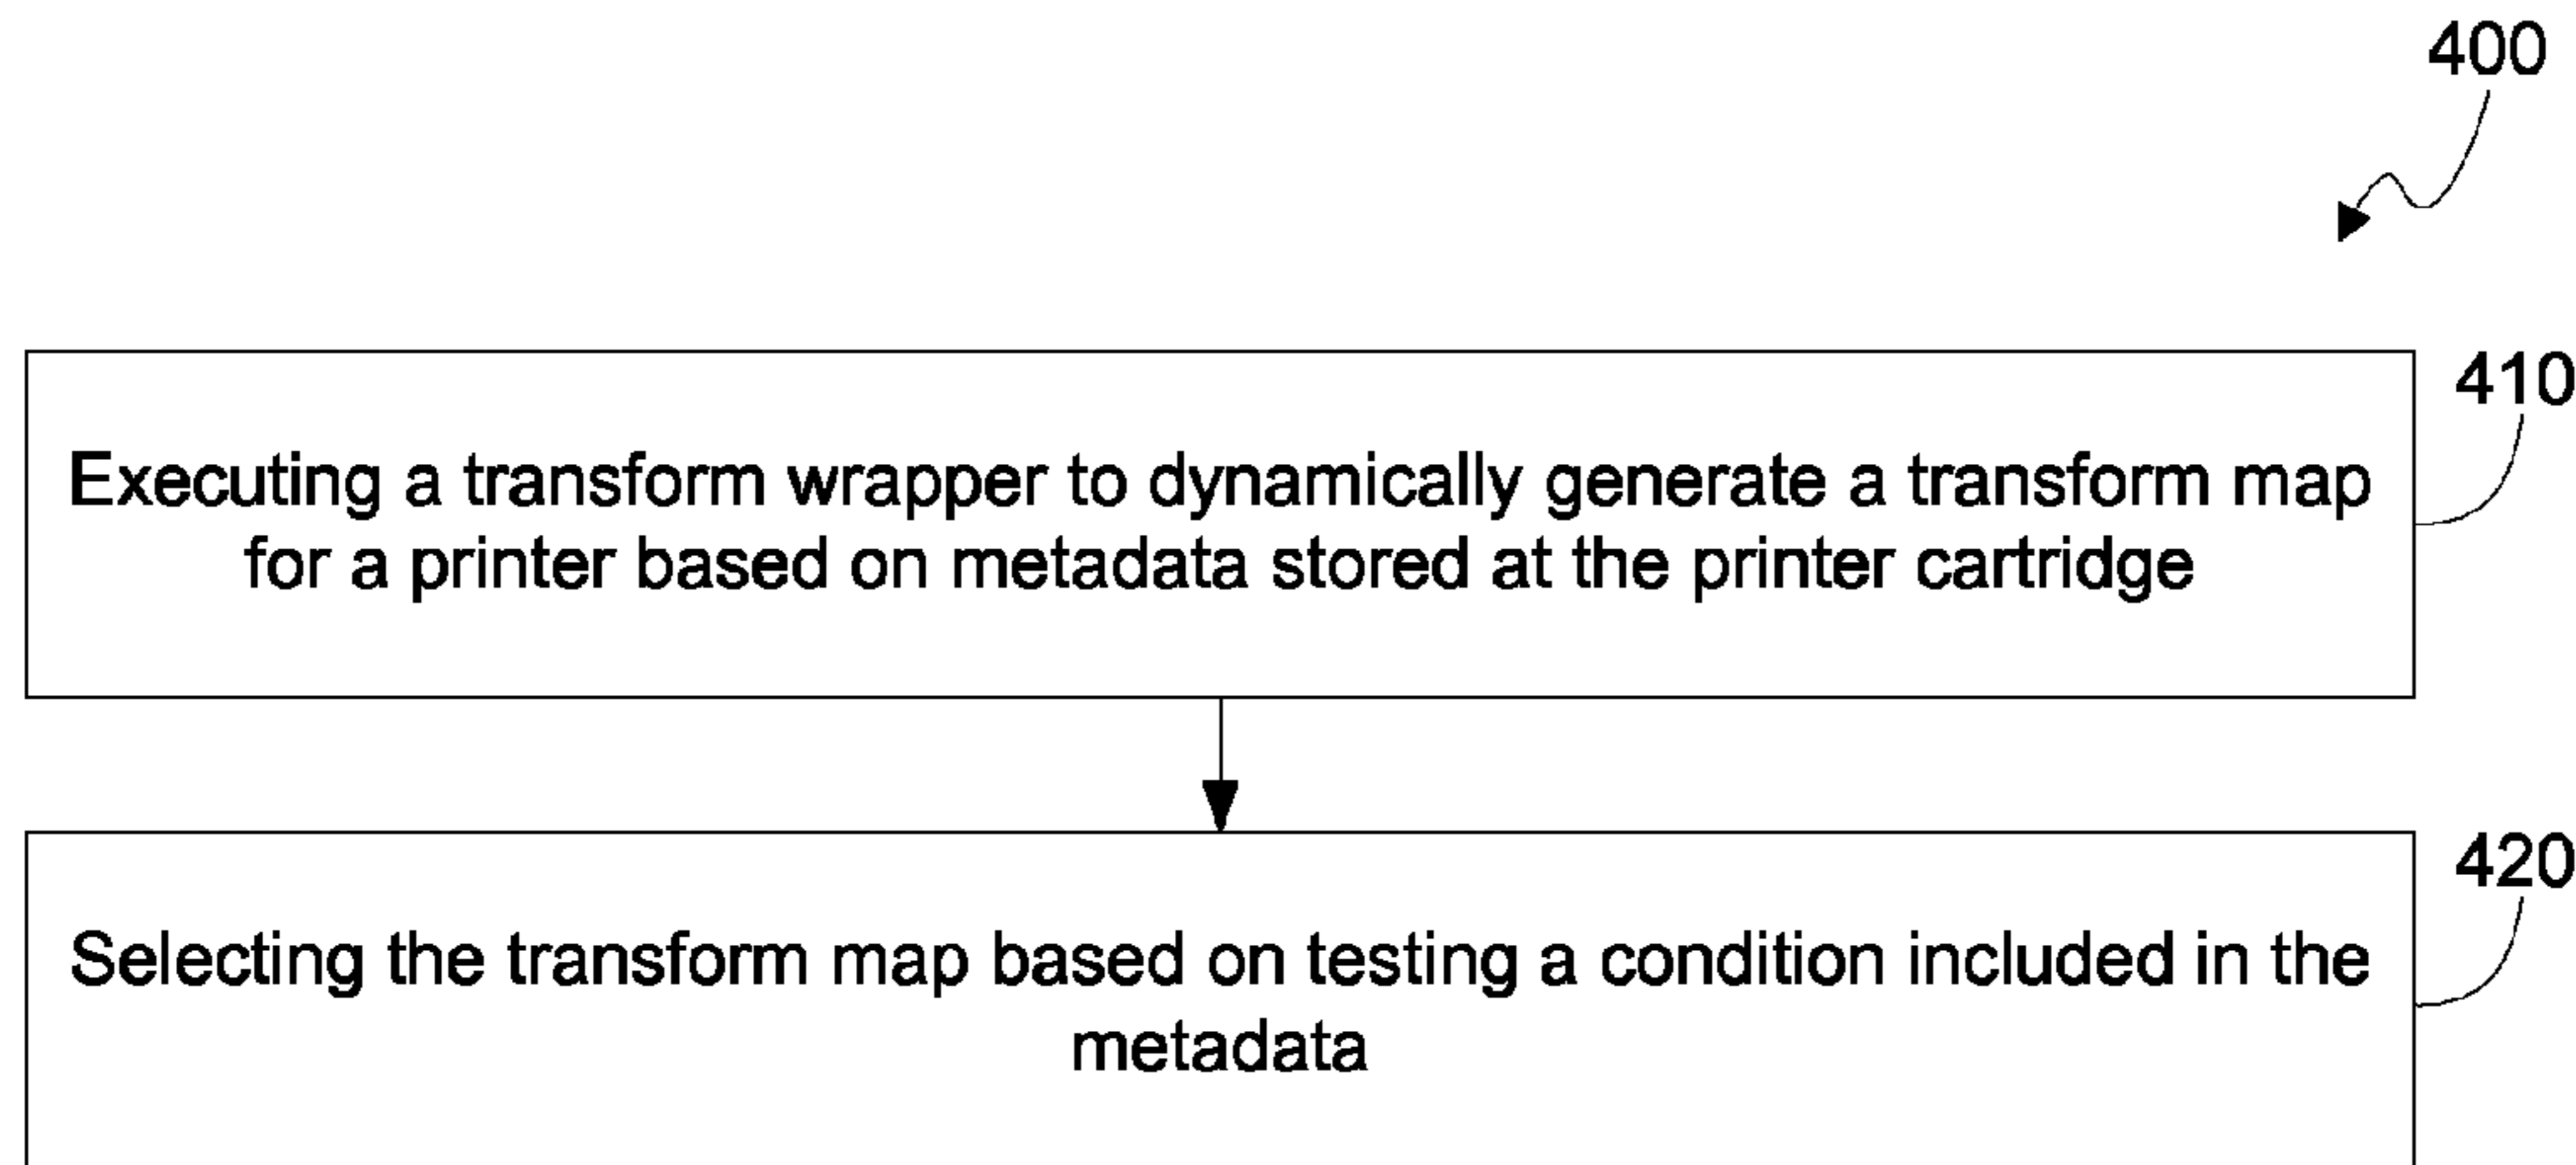 400
410
Executing a transform wrapper to dynamically generate a transform map
for a printer based on metadata stored at the printer cartridge
420
Selecting the transform map based on testing a condition included in the
metadata